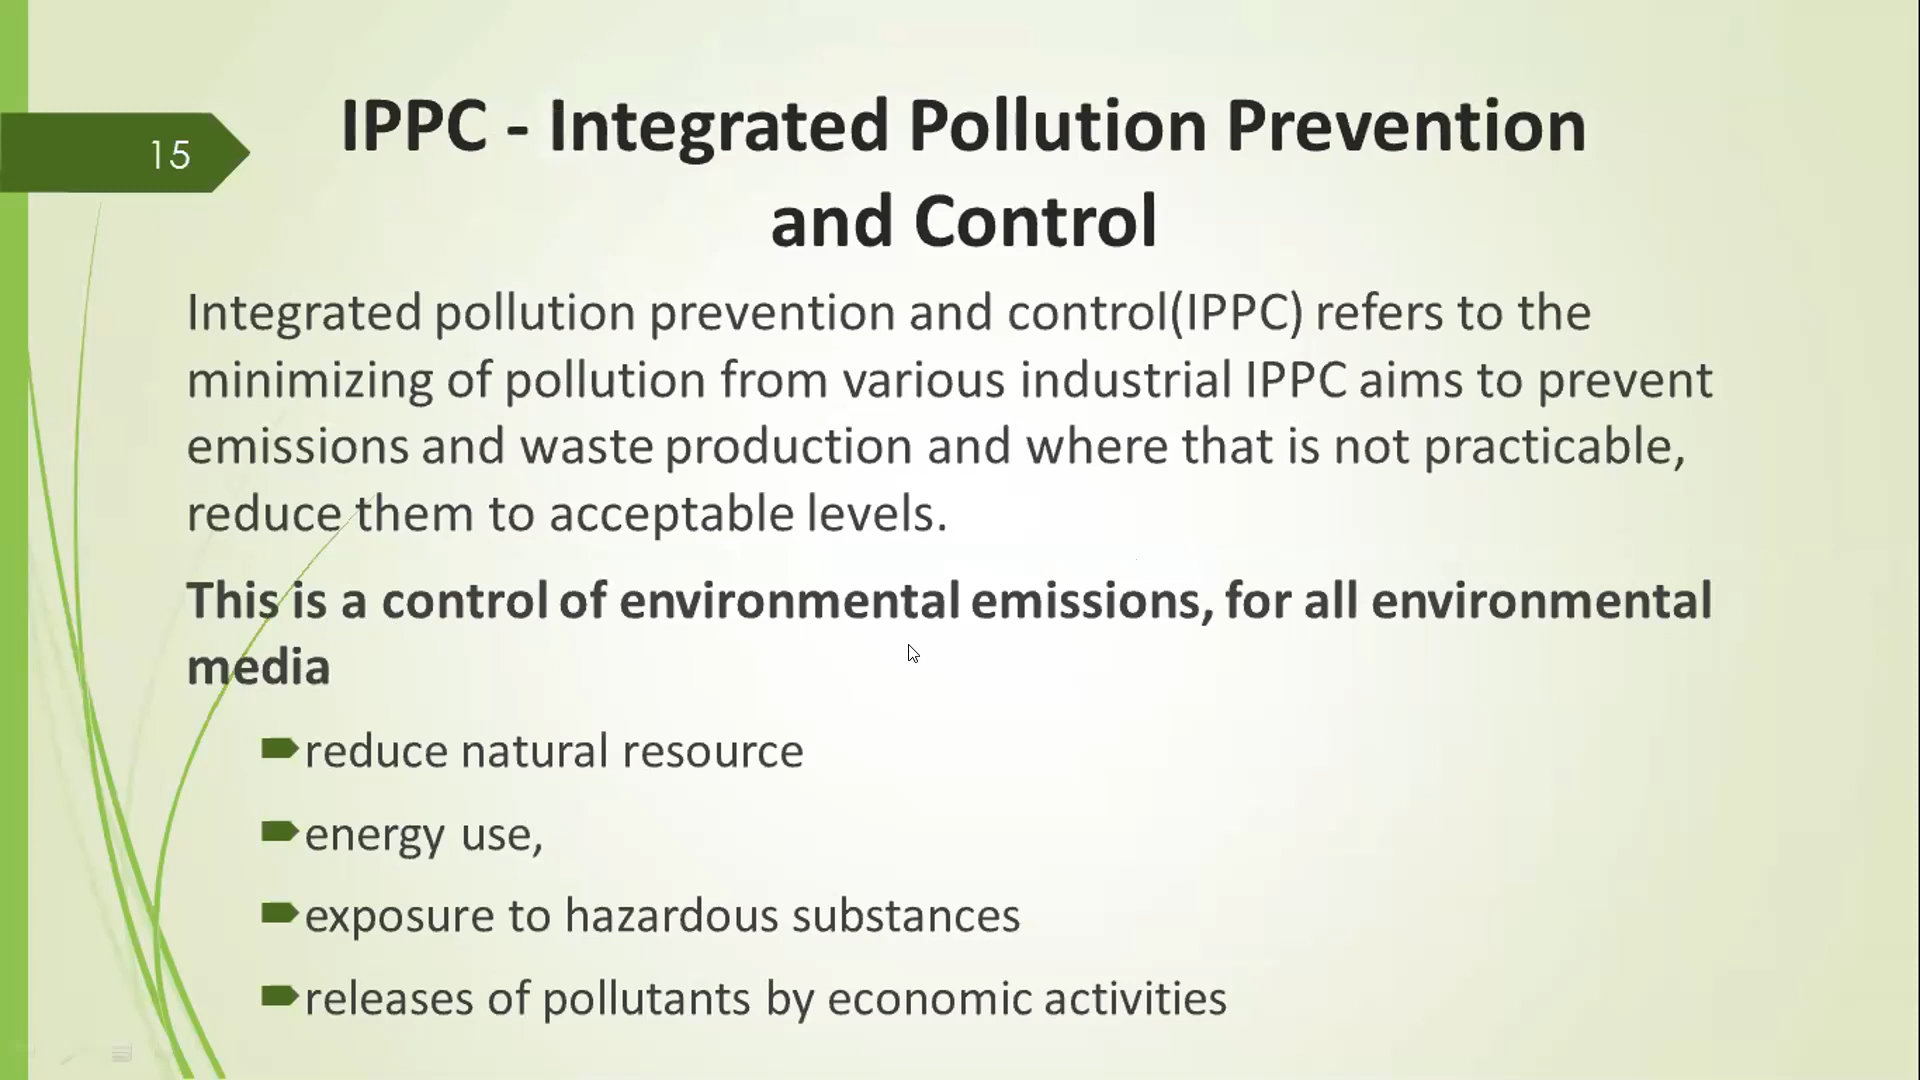 15
IPPC - Integrated Pollution Prevention
and Control
Integrated pollution prevention and control(IPPC) refers to the
minimizing of pollution from various industrial IPPC aims to prevent
emissions and waste production and where that is not practicable,
reduce them to acceptable levels.
This is a control of environmental emissions, for all environmental
media
reduce natural resource
energy use,
exposure to hazardous substances
releases of pollutants by economic activities